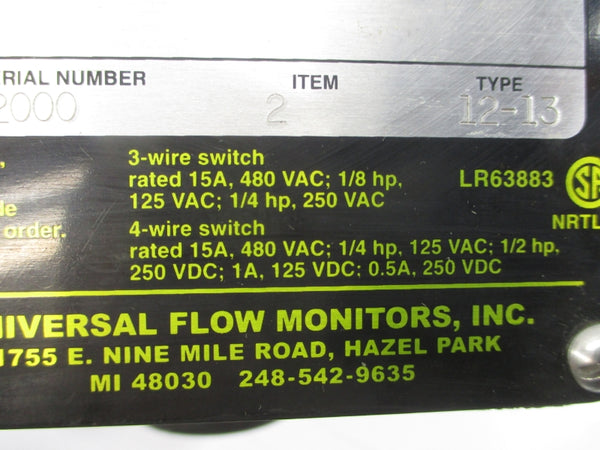 ERIAL NUMBER ITEM TYPE
2000 2 12-13
3-wire switch
rated 15A, 480 VAC; 1/8 hp,
125 VAC; 1/4 hp, 250 VAC
LR63883
NRTL
le
order.
4-wire switch
rated 15A, 480 VAC; 1/4 hp, 125 VAC; 1/2 hp,
250 VDC; 1A, 125 VDC; 0.5A, 250 VDC
NIVERSAL FLOW MONITORS, INC.
1755 E. NINE MILE ROAD, HAZEL PARK
MI 48030 248-542-9635